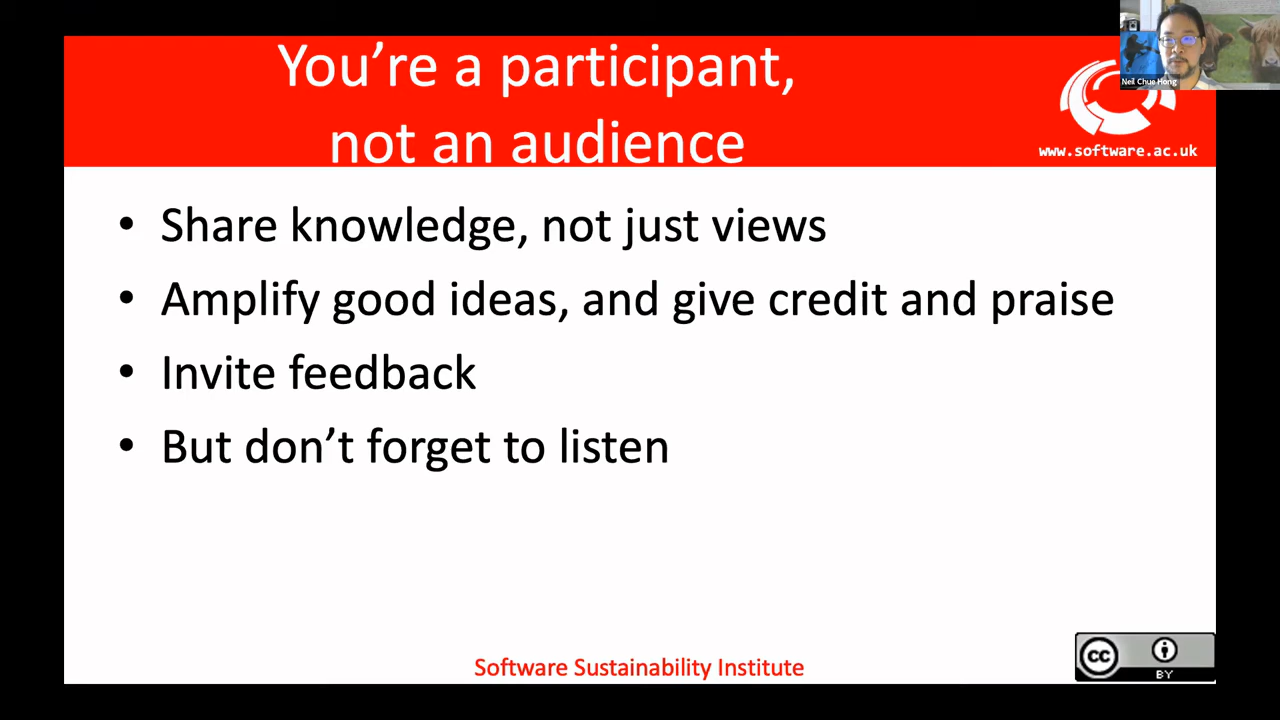 You’re a participant,
not an audience
Neil Chue Hong
www.software.ac.uk
• Share knowledge, not just views
• Amplify good ideas, and give credit and praise
• Invite feedback
• But don’t forget to listen
Software Sustainability Institute
cc
BY